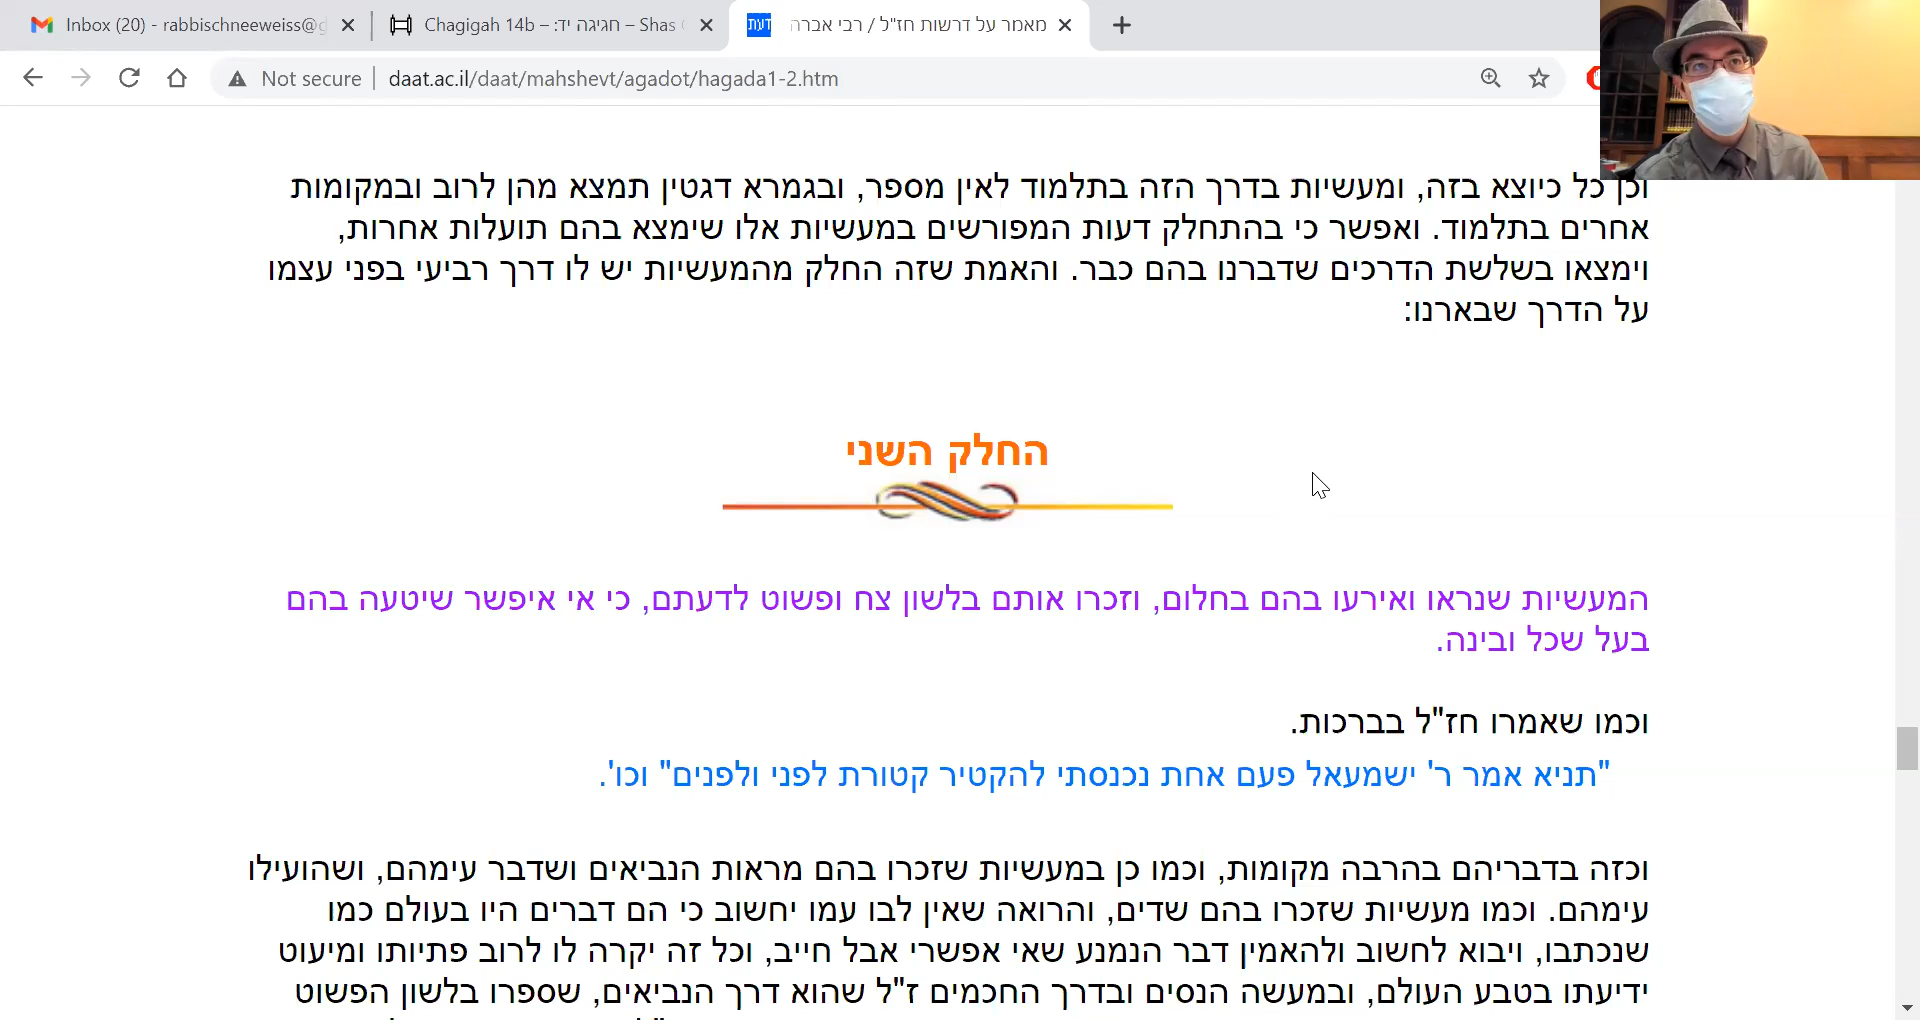 Inbox (20) - rabbischneeweiss@g
Chagigah 14b – חגיגה יד: – Shas
דעת מאמר על דרשות חז"ל / רבי אברה
Not secure | daat.ac.il/daat/mahshevt/agadot/hagada1-2.htm
וכן כל כיוצא בזה, ומעשיות בדרך הזה בתלמוד לאין מספר, ובגמרא דגטין תמצא מהן לרוב ובמקומות
אחרים בתלמוד. ואפשר כי בהתחלק דעות המפורשים במעשיות אלו שימצא בהם תועלות אחרות,
וימצאו בשלשת הדרכים שדברנו בהם כבר. והאמת שזה החלק מהמעשיות יש לו דרך רביעי בפני עצמו
על הדרך שבארנו:
החלק השני
המעשיות שנראו ואירעו בהם בחלום, וזכרו אותם בלשון צח ופשוט לדעתם, כי אי איפשר שיטעה בהם
בעל שכל ובינה.
וכמו שאמרו חז"ל בברכות.
"תניא אמר ר' ישמעאל פעם אחת נכנסתי להקטיר קטורת לפני ולפנים" וכו'.
וכזה בדבריהם בהרבה מקומות, וכמו כן במעשיות שזכרו בהם מראות הנביאים ושדבר עימהם, ושהועילו
עימהם. וכמו מעשיות שזכרו בהם שדים, והרואה שאין לבו עמו יחשוב כי הם דברים היו בעולם כמו
שנכתבו, ויבוא לחשוב ולהאמין דבר הנמנע שאי אפשרי אבל חייב, וכל זה יקרה לו לרוב פתיותו ומיעוט
ידיעתו בטבע העולם, ובמעשה הנסים ובדרך החכמים ז"ל שהוא דרך הנביאים, שספרו בלשון הפשוט